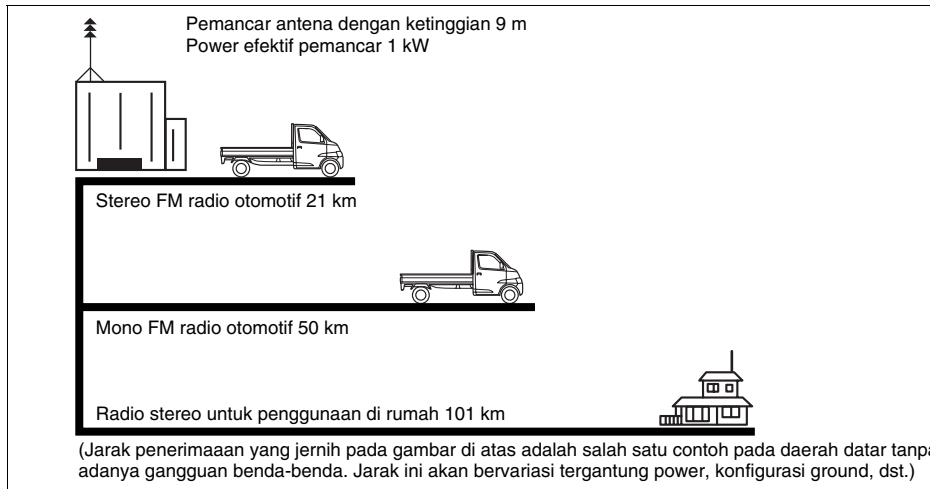 Pemancar antena dengan ketinggian 9 m
Power efektif pemancar 1 kW
Stereo FM radio otomotif 21 km
Mono FM radio otomotif 50 km
Radio stereo untuk penggunaan di rumah 101 km
(Jarak penerimaaan yang jernih pada gambar di atas adalah salah satu contoh pada daerah datar tanpa
adanya gangguan benda-benda. Jarak ini akan bervariasi tergantung power, konfigurasi ground, dst.)